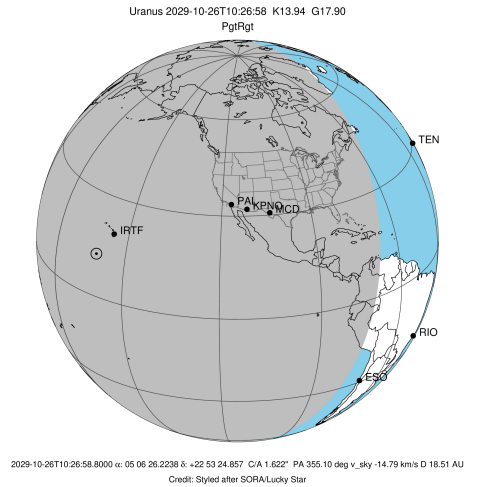 Uranus 2029-10-26T10:26:58  K13.94  G17.90
PgtRgt
TEN
PAL
KPNO
MCD
IRTF
RIO
ESO
2029-10-26T10:26:58.8000 α: 05 06 26.2238 δ: +22 53 24.857  C/A 1.622"  PA 355.10 deg v_sky -14.79 km/s D 18.51 AU
Credit: Styled after SORA/Lucky Star